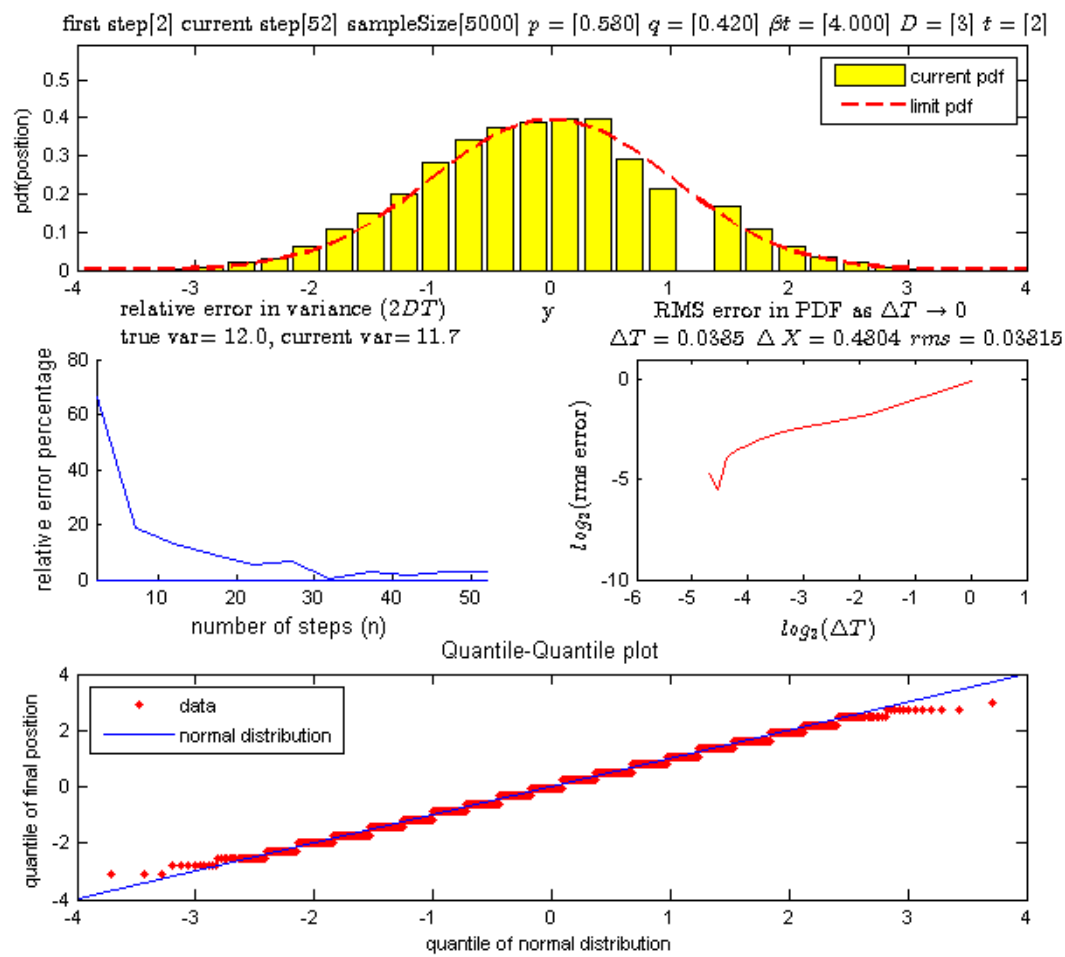 first step[2] current step[52] sampleSize[5000] p = [0.580] q = [0.420] βt = [4.000] D = [3] t = [2]
0.5
0.4
0.3
0.2
0.1
0
pdf(position)
current pdf
limit pdf
-4 -3 -2 -1 0 1 2 3 4
y
relative error in variance (2DT)
true var= 12.0, current var= 11.7
80
60
40
20
0
relative error percentage
10 20 30 40 50
number of steps (n)
RMS error in PDF as ΔT → 0
ΔT = 0.0385 Δ X = 0.4804 rms = 0.03815
0
-5
-10
log₂(rms error)
-6 -5 -4 -3 -2 -1 0 1
log₂(ΔT)
Quantile-Quantile plot
4
2
0
-2
-4
quantile of final position
data
normal distribution
-4 -3 -2 -1 0 1 2 3 4
quantile of normal distribution